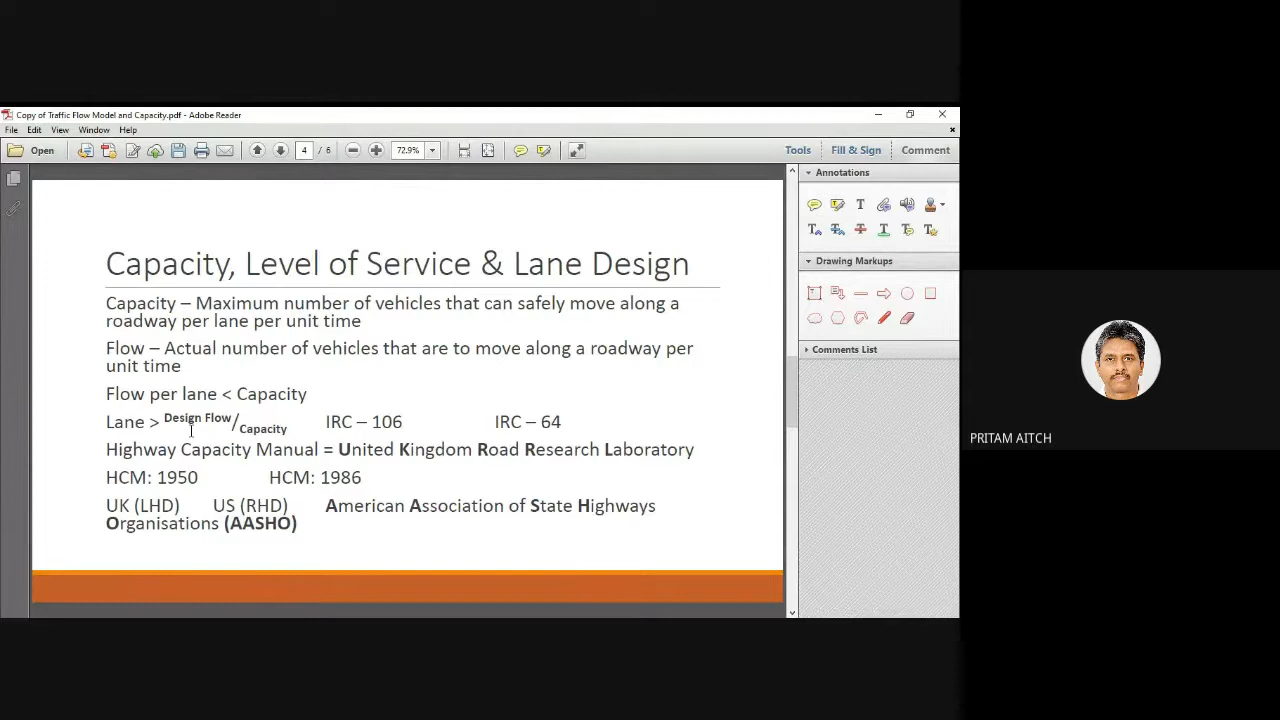 Copy of Traffic Flow Model and Capacity.pdf - Adobe Reader
File Edit View Window Help
Open 4 / 6 72.9% Tools Fill & Sign Comment
Annotations
Drawing Markups
Comments List
Capacity, Level of Service & Lane Design
Capacity – Maximum number of vehicles that can safely move along a
roadway per lane per unit time
Flow – Actual number of vehicles that are to move along a roadway per
unit time
Flow per lane < Capacity
Lane > Design Flow/Capacity IRC – 106 IRC – 64
Highway Capacity Manual = United Kingdom Road Research Laboratory
HCM: 1950 HCM: 1986
UK (LHD) US (RHD) American Association of State Highways
Organisations (AASHO)
PRITAM AITCH